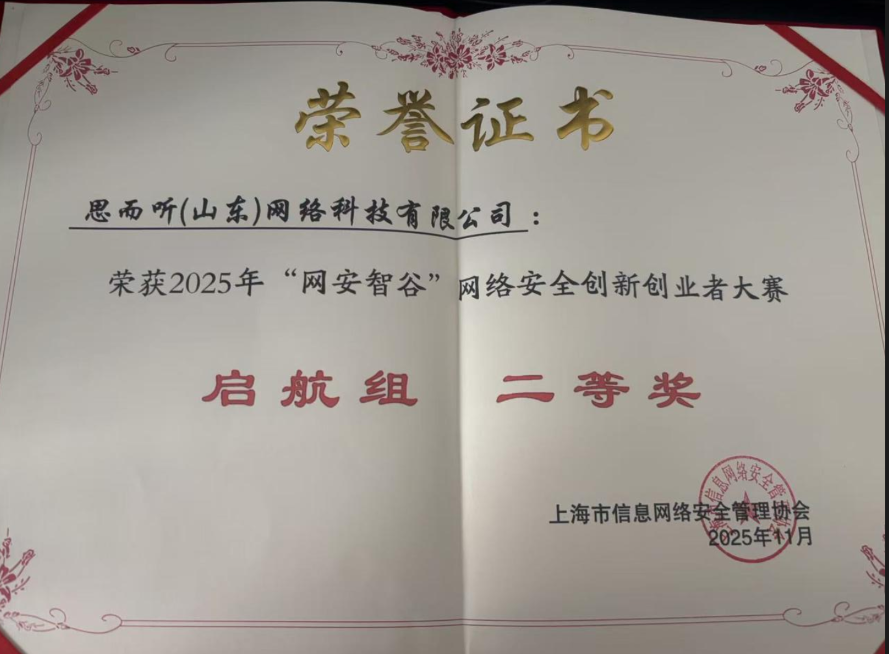 荣誉证书
思而听(山东)网络科技有限公司：
荣获2025年“网安智谷”网络安全创新创业者大赛
启航组 二等奖
上海市信息网络安全管理协会
2025年11月